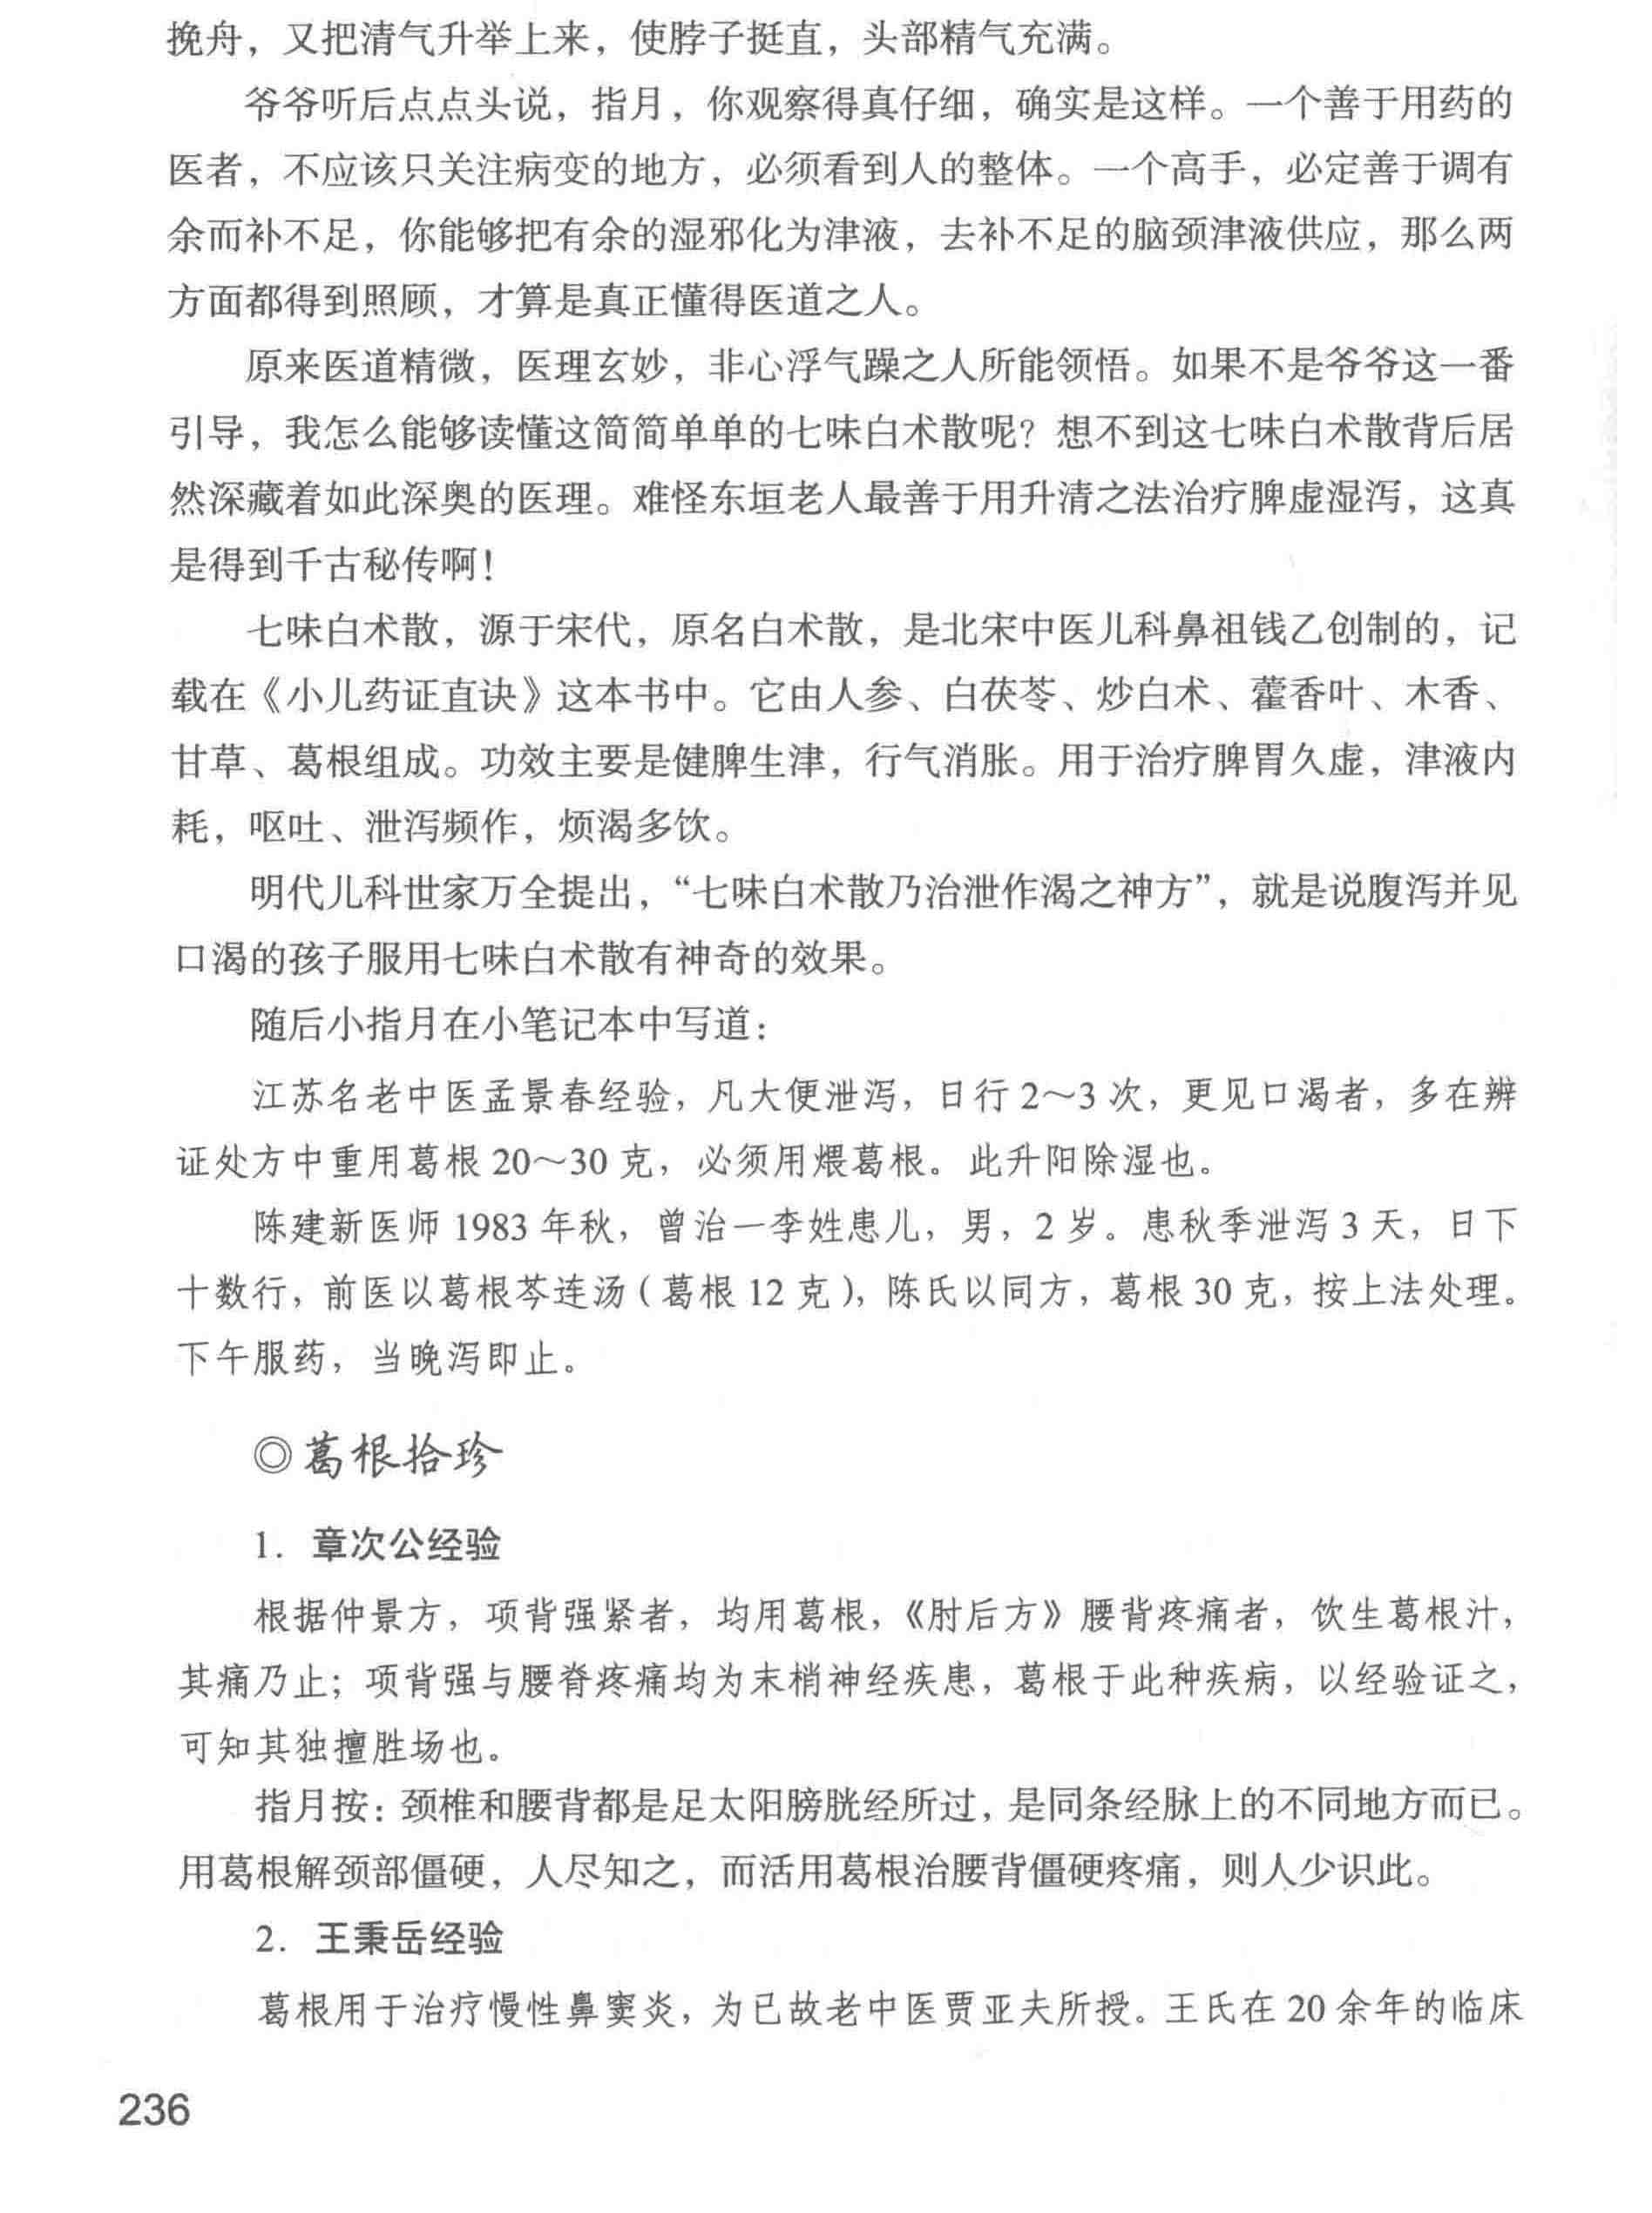 挽舟，又把清气升举上来，使脖子挺直，头部精气充满。
爷爷听后点点头说，指月，你观察得真仔细，确实是这样。一个善于用药的
医者，不应该只关注病变的地方，必须看到人的整体。一个高手，必定善于调有
余而补不足，你能够把有余的湿邪化为津液，去补不足的脑颈津液供应，那么两
方面都得到照顾，才算是真正懂得医道之人。
原来医道精微，医理玄妙，非心浮气躁之人所能领悟。如果不是爷爷这一番
引导，我怎么能够读懂这简简单单的七味白术散呢？想不到这七味白术散背后居
然深藏着如此深奥的医理。难怪东垣老人最善于用升清之法治疗脾虚湿泻，这真
是得到千古秘传啊！
七味白术散，源于宋代，原名白术散，是北宋中医儿科鼻祖钱乙创制的，记
载在《小儿药证直诀》这本书中。它由人参、白茯苓、炒白术、藿香叶、木香、
甘草、葛根组成。功效主要是健脾生津，行气消胀。用于治疗脾胃久虚，津液内
耗，呕吐、泄泻频作，烦渴多饮。
明代儿科世家万全提出，“七味白术散乃治泄作渴之神方”，就是说腹泻并见
口渴的孩子服用七味白术散有神奇的效果。
随后小指月在小笔记本中写道：
江苏名老中医孟景春经验，凡大便泄泻，日行 2～3 次，更见口渴者，多在辨
证处方中重用葛根 20～30 克，必须用煨葛根。此升阳除湿也。
陈建新医师 1983 年秋，曾治一李姓患儿，男，2 岁。患秋季泄泻 3 天，日下
十数行，前医以葛根芩连汤（葛根 12 克），陈氏以同方，葛根 30 克，按上法处理。
下午服药，当晚泻即止。
◎葛根拾珍
1. 章次公经验
根据仲景方，项背强紧者，均用葛根，《肘后方》腰背疼痛者，饮生葛根汁，
其痛乃止；项背强与腰脊疼痛均为末梢神经疾患，葛根于此种疾病，以经验证之，
可知其独擅胜场也。
指月按：颈椎和腰背都是足太阳膀胱经所过，是同条经脉上的不同地方而已。
用葛根解颈部僵硬，人尽知之，而活用葛根治腰背僵硬疼痛，则人少识此。
2. 王秉岳经验
葛根用于治疗慢性鼻窦炎，为已故老中医贾亚夫所授。王氏在 20 余年的临床
236